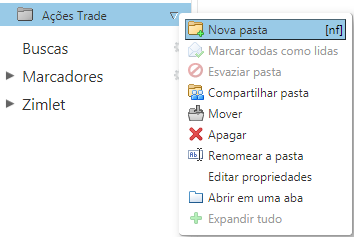 Ações Trade
Buscas
Marcadores
Zimlet
Nova pasta [nf]
Marcar todas como lidas
Esvaziar pasta
Compartilhar pasta
Mover
Apagar
Renomear a pasta
Editar propriedades
Abrir em uma aba
Expandir tudo